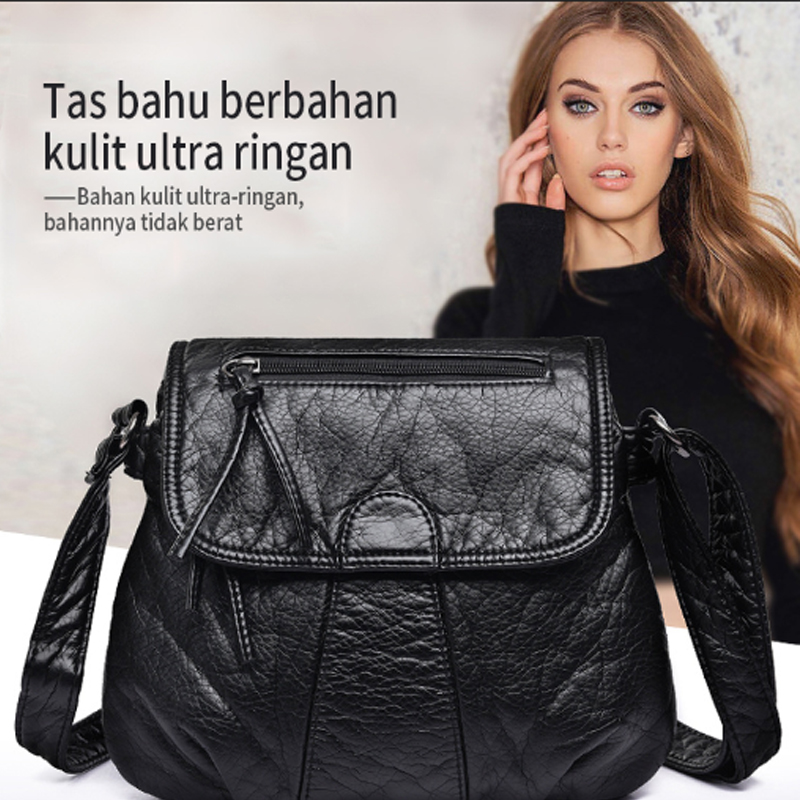 Tas bahu berbahan
kulit ultra ringan
——Bahan kulit ultra-ringan,
bahannya tidak berat